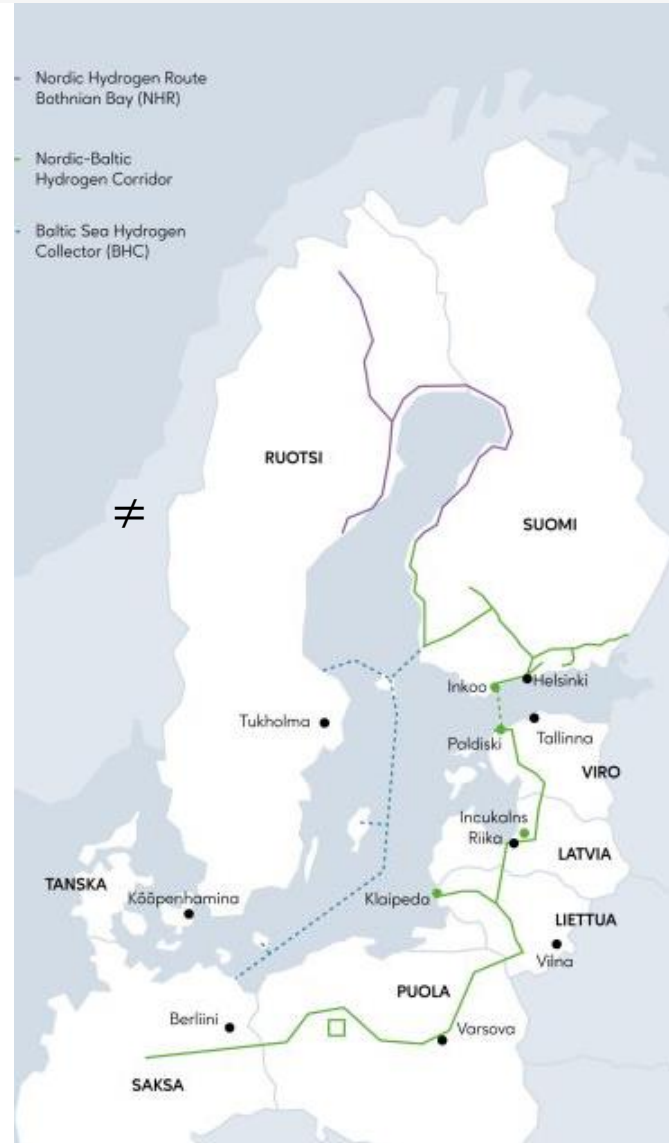 Nordic Hydrogen Route
Bothnian Bay (NHR)
Nordic-Baltic
Hydrogen Corridor
Baltic Sea Hydrogen
Collector (BHC)
RUOTSI
≠
SUOMI
Inkoo
Helsinki
Tukholma
Paldiski
Tallinna
VIRO
Incukalns
Riika
LATVIA
TANSKA
Kööpenhamina
Klaipeda
LIETTUA
Vilna
PUOLA
Berliini
Varsova
SAKSA